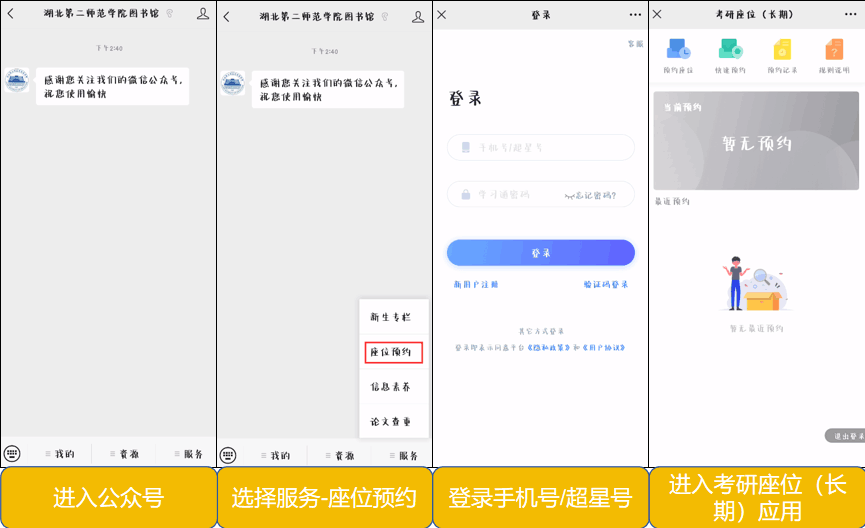 湖北第二师范学院图书馆
下午2:40
感谢您关注我们的微信公众号，
祝您使用愉快
我的
资源
服务
进入公众号
湖北第二师范学院图书馆
下午2:40
感谢您关注我们的微信公众号，
祝您使用愉快
新生专栏
座位预约
信息素养
论文查重
我的
资源
服务
选择服务-座位预约
登录
客服
登录
手机号/超星号
学习通密码
忘记密码?
登录
新用户注册
验证码登录
其它方式登录
登录即表示同意平台《隐私政策》和《用户协议》
登录手机号/超星号
考研座位（长期）
预约座位
快速预约
预约记录
规则说明
当前预约
暂无预约
最近预约
暂无最近预约
退出登录
进入考研座位（长
期）应用